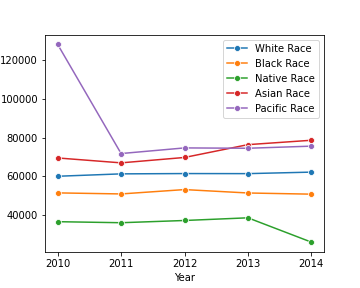 120000
100000
80000
60000
40000
2010 2011 2012 2013 2014
Year
White Race
Black Race
Native Race
Asian Race
Pacific Race